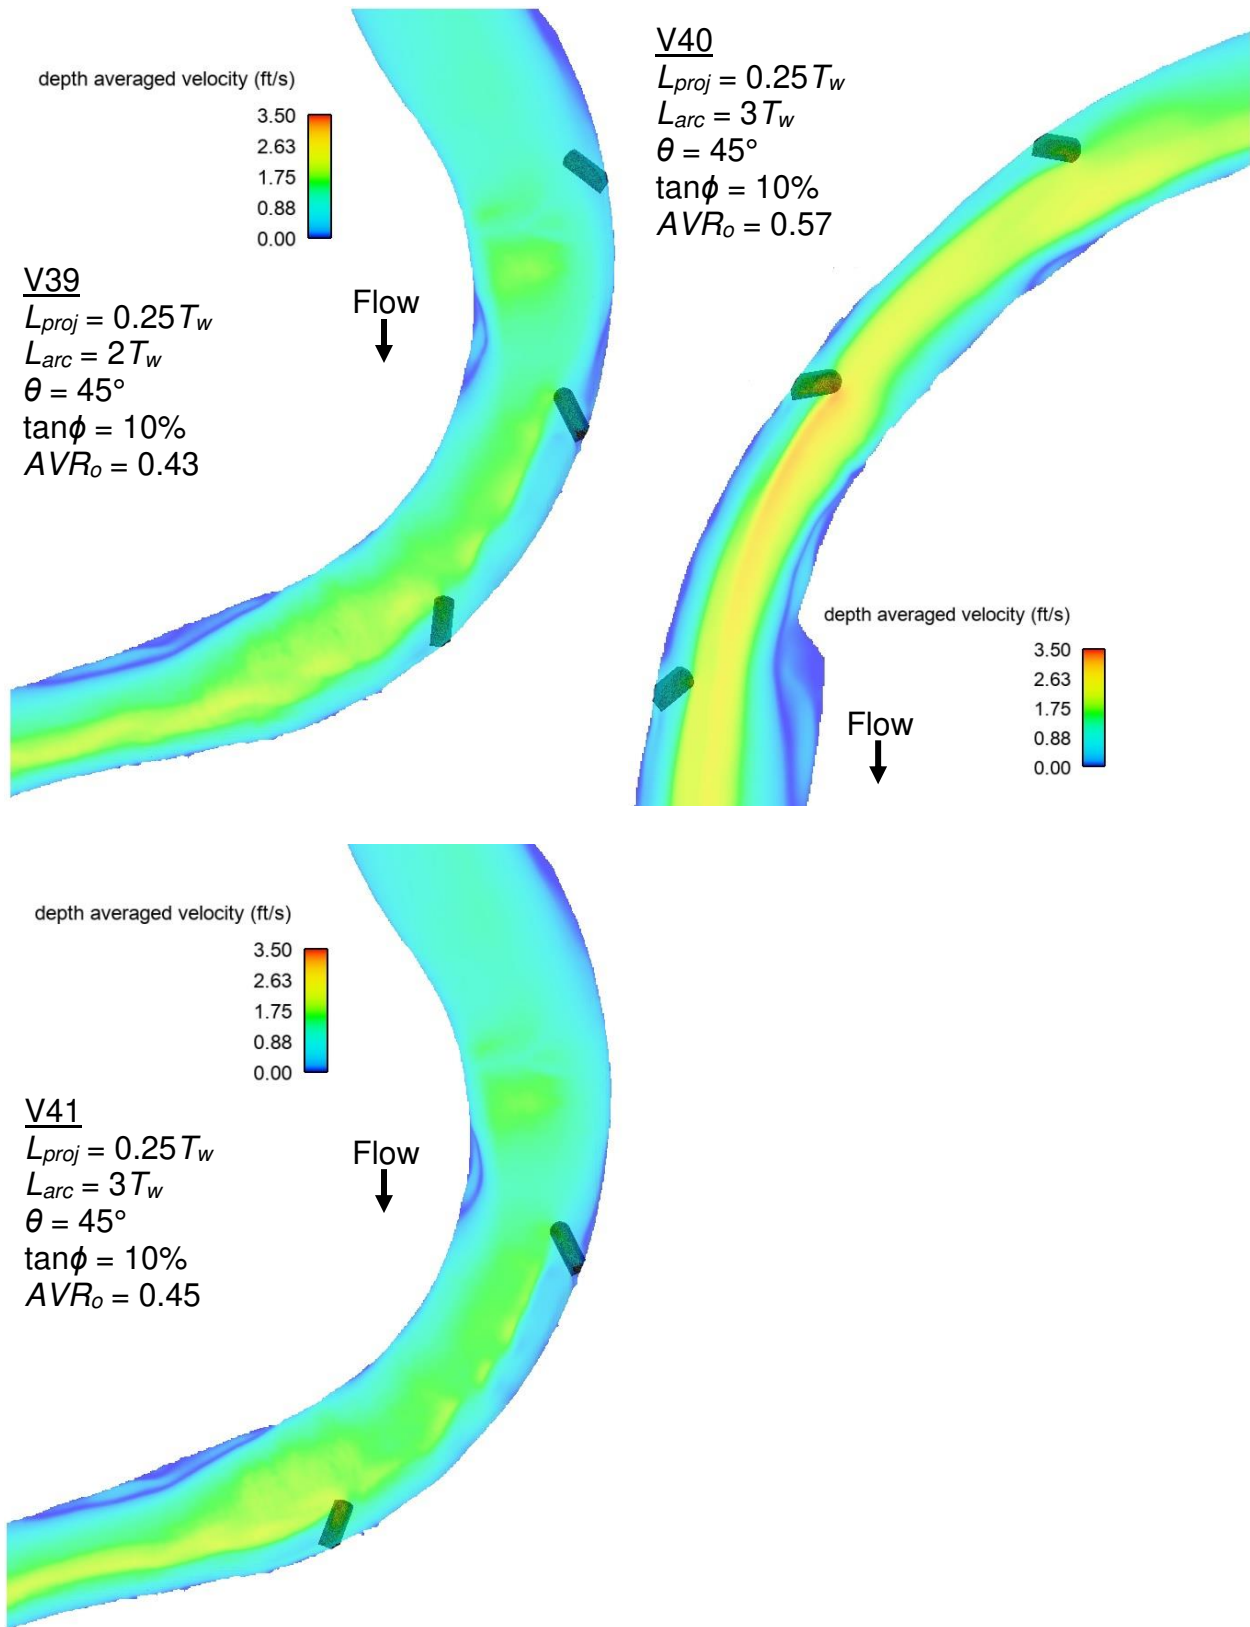 depth averaged velocity (ft/s)
3.50
2.63
1.75
0.88
0.00
V39
Lproj = 0.25Tw
Larc = 2Tw
θ = 45°
tanϕ = 10%
AVRo = 0.43
Flow
V40
Lproj = 0.25Tw
Larc = 3Tw
θ = 45°
tanϕ = 10%
AVRo = 0.57
depth averaged velocity (ft/s)
3.50
2.63
1.75
0.88
0.00
Flow
depth averaged velocity (ft/s)
3.50
2.63
1.75
0.88
0.00
V41
Lproj = 0.25Tw
Larc = 3Tw
θ = 45°
tanϕ = 10%
AVRo = 0.45
Flow